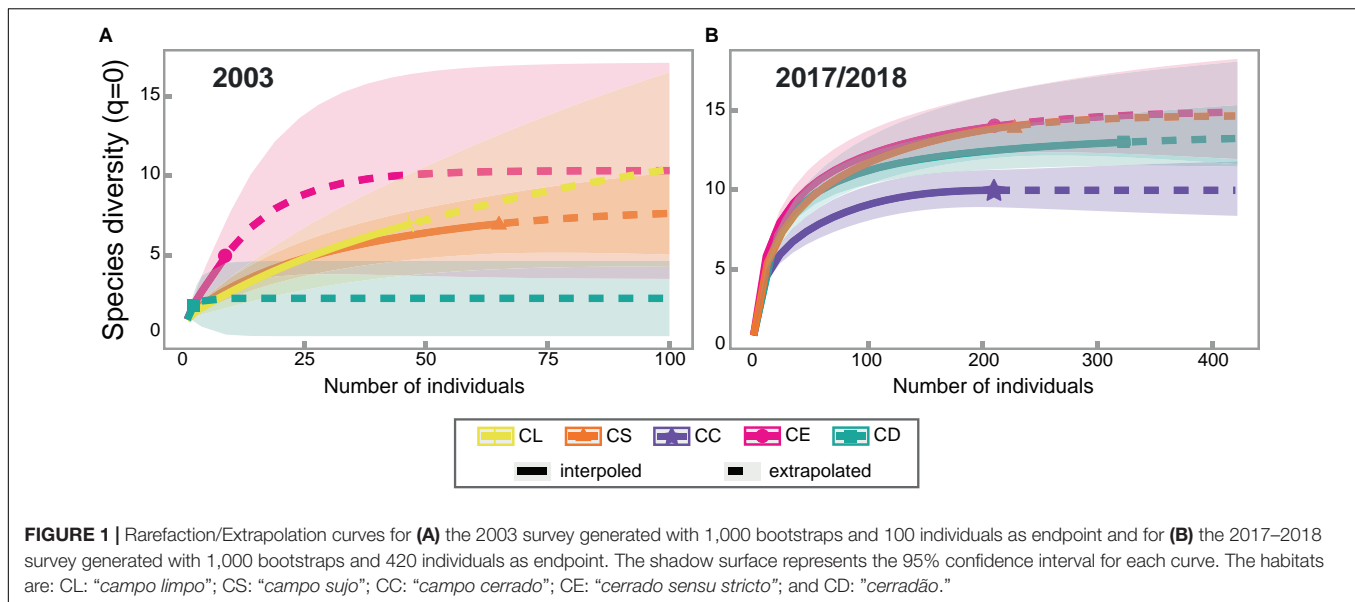 A
B
2003
2017/2018
Species diversity (q=0)
15
10
5
0
15
10
5
0
0 25 50 75 100
0 100 200 300 400
Number of individuals
Number of individuals
CL CS CC CE CD
interpoled extrapolated
FIGURE 1 | Rarefaction/Extrapolation curves for (A) the 2003 survey generated with 1,000 bootstraps and 100 individuals as endpoint and for (B) the 2017–2018
survey generated with 1,000 bootstraps and 420 individuals as endpoint. The shadow surface represents the 95% confidence interval for each curve. The habitats
are: CL: “campo limpo”; CS: “campo sujo”; CC: “campo cerrado”; CE: “cerrado sensu stricto”; and CD: ”cerradão.”